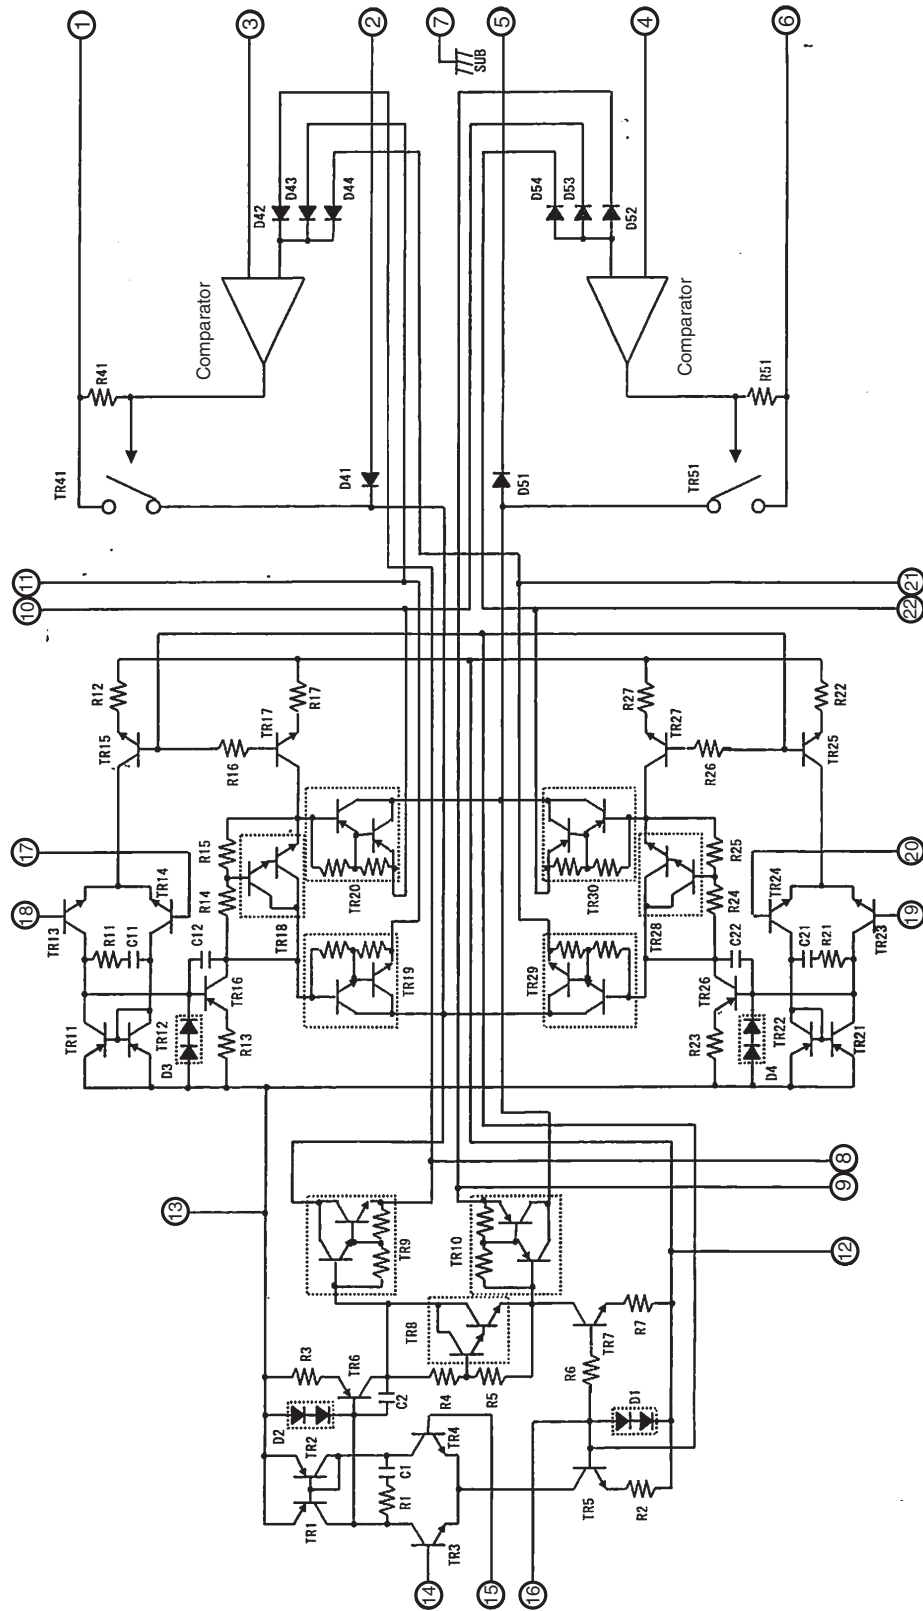 1
3
2
7
5
4
6
SUB
D42
D43
D44
D54
D53
D52
Comparator
Comparator
R41
R51
TR41
D41
D51
TR51
11
10
21
22
R12
TR15
R17
TR17
R16
R27
TR27
R26
R22
TR25
17
18
TR14
TR13
R15
R14
TR20
TR30
R25
R24
TR24
20
19
TR23
R11
C11
C12
TR18
TR19
TR28
TR29
C22
C21
R21
TR16
TR26
TR11
TR12
D3
R13
R23
D4
TR22
TR21
13
8
9
12
TR9
TR10
TR8
R3
TR6
D2
TR2
TR1
C2
R4
R5
R6
TR7
R7
D1
R1
C1
TR4
TR3
TR5
R2
14
15
16